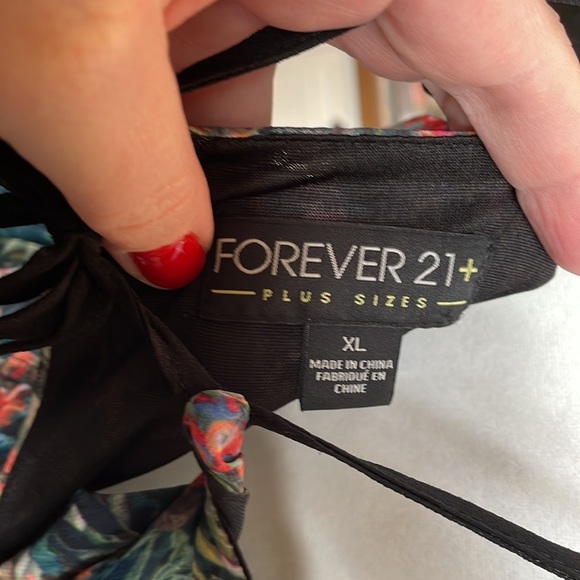 FOREVER 21+
PLUS SIZES
XL
MADE IN CHINA
FABRIQUÉ EN
CHINE